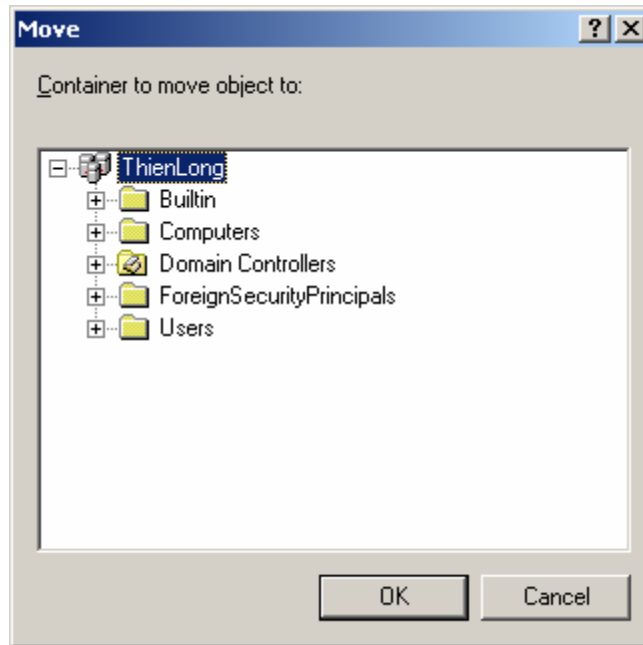 Move
Container to move object to:
ThienLong
Builtin
Computers
Domain Controllers
ForeignSecurityPrincipals
Users
OK Cancel